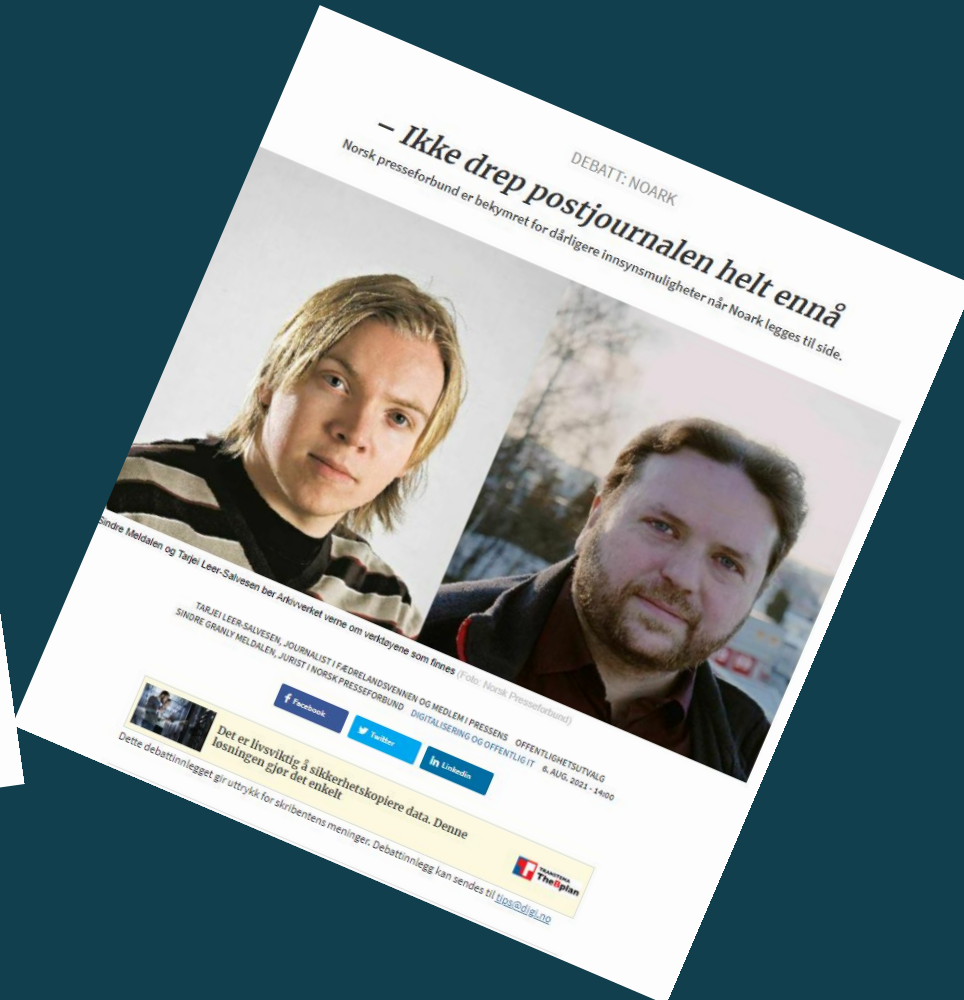 DEBATT: NOARK
– Ikke drep postjournalen helt ennå
Norsk presseforbund er bekymret for dårligere innsynsmuligheter når Noark legges til side.
Sindre Meldalen og Tarjei Leer-Salvesen ber Arkivverket verne om verktøyene som finnes (Foto: Norsk Presseforbund)
TARJEI LEER-SALVESEN, JOURNALIST I FÆDRELANDSVENNEN OG MEDLEM I PRESSENS OFFENTLIGHETSUTVALG
SINDRE GRANLY MELDALEN, JURIST I NORSK PRESSEFORBUND DIGITALISERING OG OFFENTLIG IT 6. AUG. 2021 - 14:00
Facebook
Twitter
Linkedin
Det er livsviktig å sikkerhetskopiere data. Denne
løsningen gjør det enkelt
TRANSTEMA
TheBplan
Dette debattinnlegget gir uttrykk for skribentens meninger. Debattinnlegg kan sendes til tips@digi.no